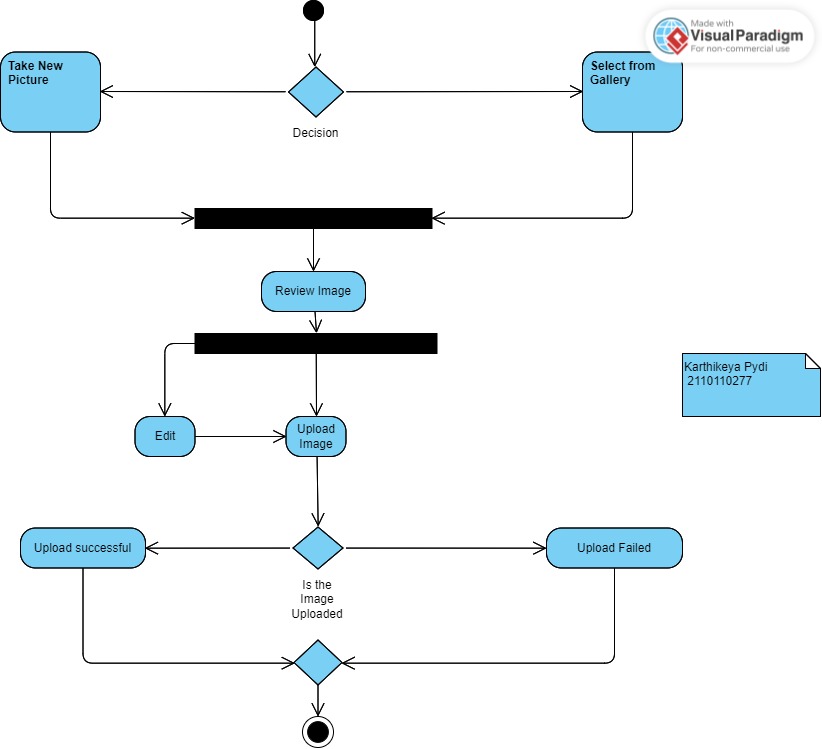 Made with
Visual Paradigm
For non-commercial use
Take New
Picture
Select from
Gallery
Decision
Review Image
Karthikeya Pydi
2110110277
Edit
Upload
Image
Upload successful
Upload Failed
Is the
Image
Uploaded